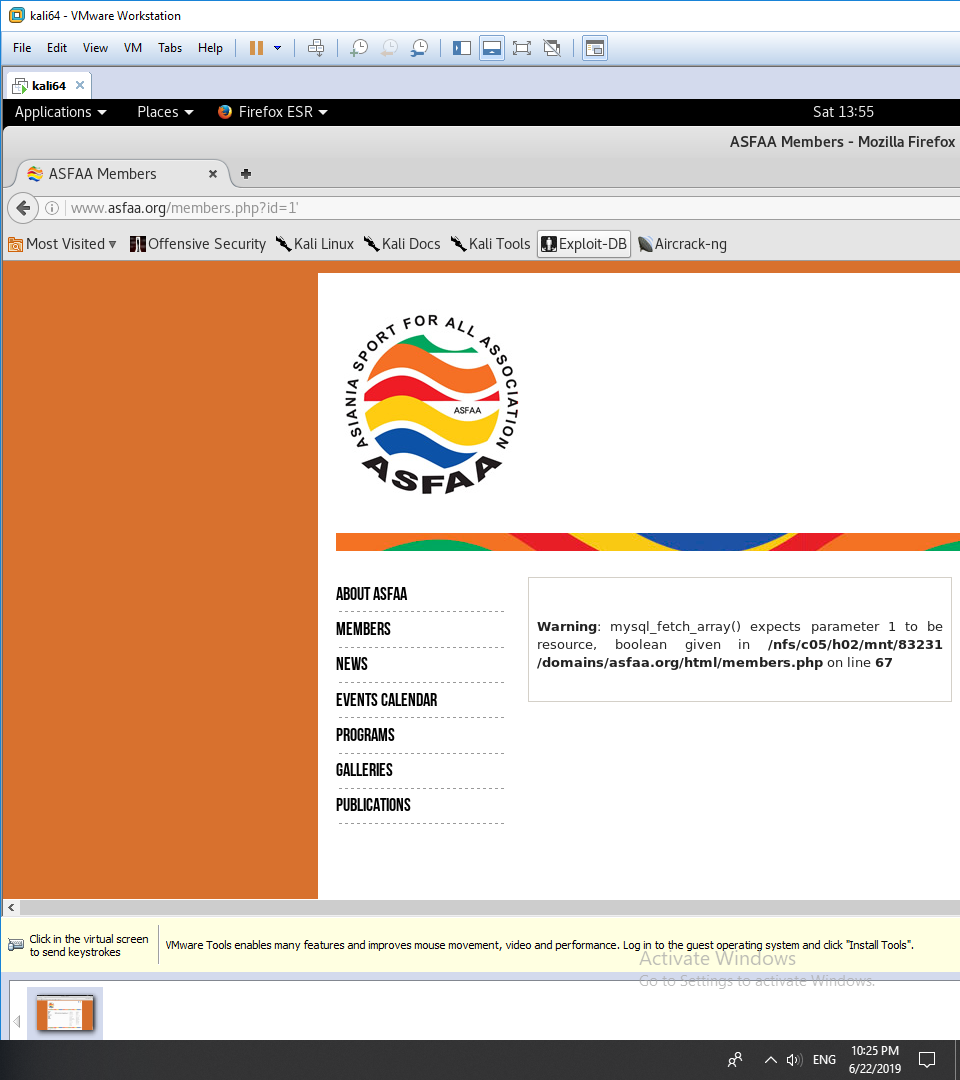 kali64 - VMware Workstation
File Edit View VM Tabs Help
kali64
Applications Places Firefox ESR Sat 13:55
ASFAA Members - Mozilla Firefox
ASFAA Members
www.asfaa.org/members.php?id=1'
Most Visited Offensive Security Kali Linux Kali Docs Kali Tools Exploit-DB Aircrack-ng
ASIANIA SPORT FOR ALL ASSOCIATION
ASFAA
ASFAA
ABOUT ASFAA
MEMBERS
NEWS
EVENTS CALENDAR
PROGRAMS
GALLERIES
PUBLICATIONS
Warning: mysql_fetch_array() expects parameter 1 to be
resource, boolean given in /nfs/c05/h02/mnt/83231
/domains/asfaa.org/html/members.php on line 67
Click in the virtual screen
to send keystrokes
VMware Tools enables many features and improves mouse movement, video and performance. Log in to the guest operating system and click "Install Tools".
Activate Windows
Go to Settings to activate Windows.
ENG
10:25 PM
6/22/2019